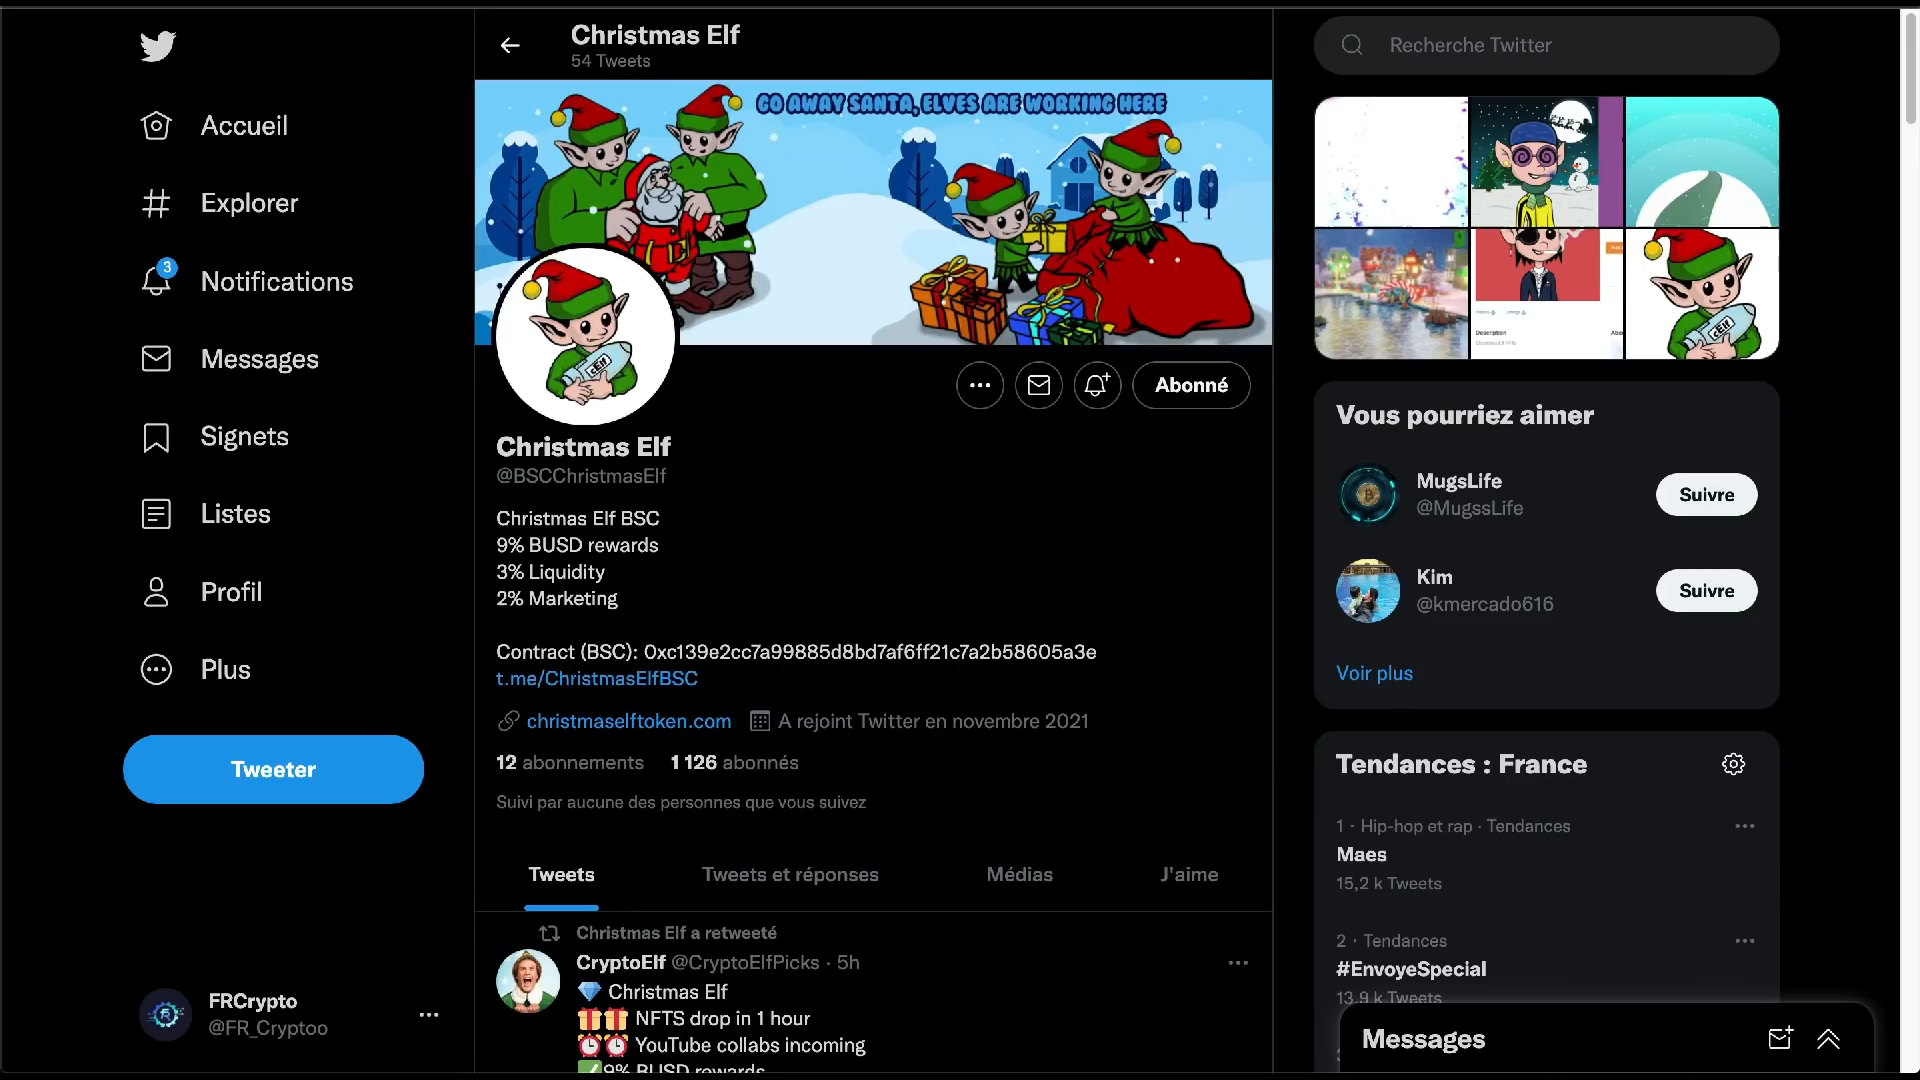 Christmas Elf
54 Tweets
Recherche Twitter
GO AWAY SANTA, ELVES ARE WORKING HERE
Accueil
Explorer
3
Notifications
Messages
Signets
Listes
Profil
Plus
Tweeter
FRCrypto
@FR_Cryptoo
cElf
Abonné
Christmas Elf
@BSCChristmasElf
Christmas Elf BSC
9% BUSD rewards
3% Liquidity
2% Marketing
Contract (BSC): 0xc139e2cc7a99885d8bd7af6ff21c7a2b58605a3e
t.me/ChristmasElfBSC
christmaselftoken.com A rejoint Twitter en novembre 2021
12 abonnements 1 126 abonnés
Suivi par aucune des personnes que vous suivez
Tweets Tweets et réponses Médias J'aime
Christmas Elf a retweeté
CryptoElf @CryptoElfPicks · 5h
Christmas Elf
NFTS drop in 1 hour
YouTube collabs incoming
9% BUSD rewards
Description
cElf
Vous pourriez aimer
MugsLife
@MugssLife
Suivre
Kim
@kmercado616
Suivre
Voir plus
Tendances : France
1 · Hip-hop et rap · Tendances
Maes
15,2 k Tweets
2 · Tendances
#EnvoyeSpecial
13,9 k Tweets
Messages